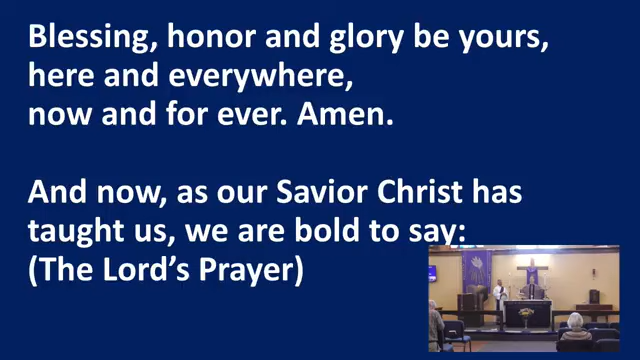 Blessing, honor and glory be yours,
here and everywhere,
now and for ever. Amen.
And now, as our Savior Christ has
taught us, we are bold to say:
(The Lord’s Prayer)